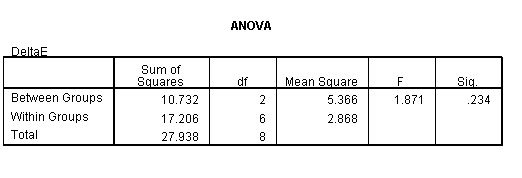 ANOVA
DeltaE
Sum of Squares df Mean Square F Sig.
Between Groups 10.732 2 5.366 1.871 .234
Within Groups 17.206 6 2.868
Total 27.938 8